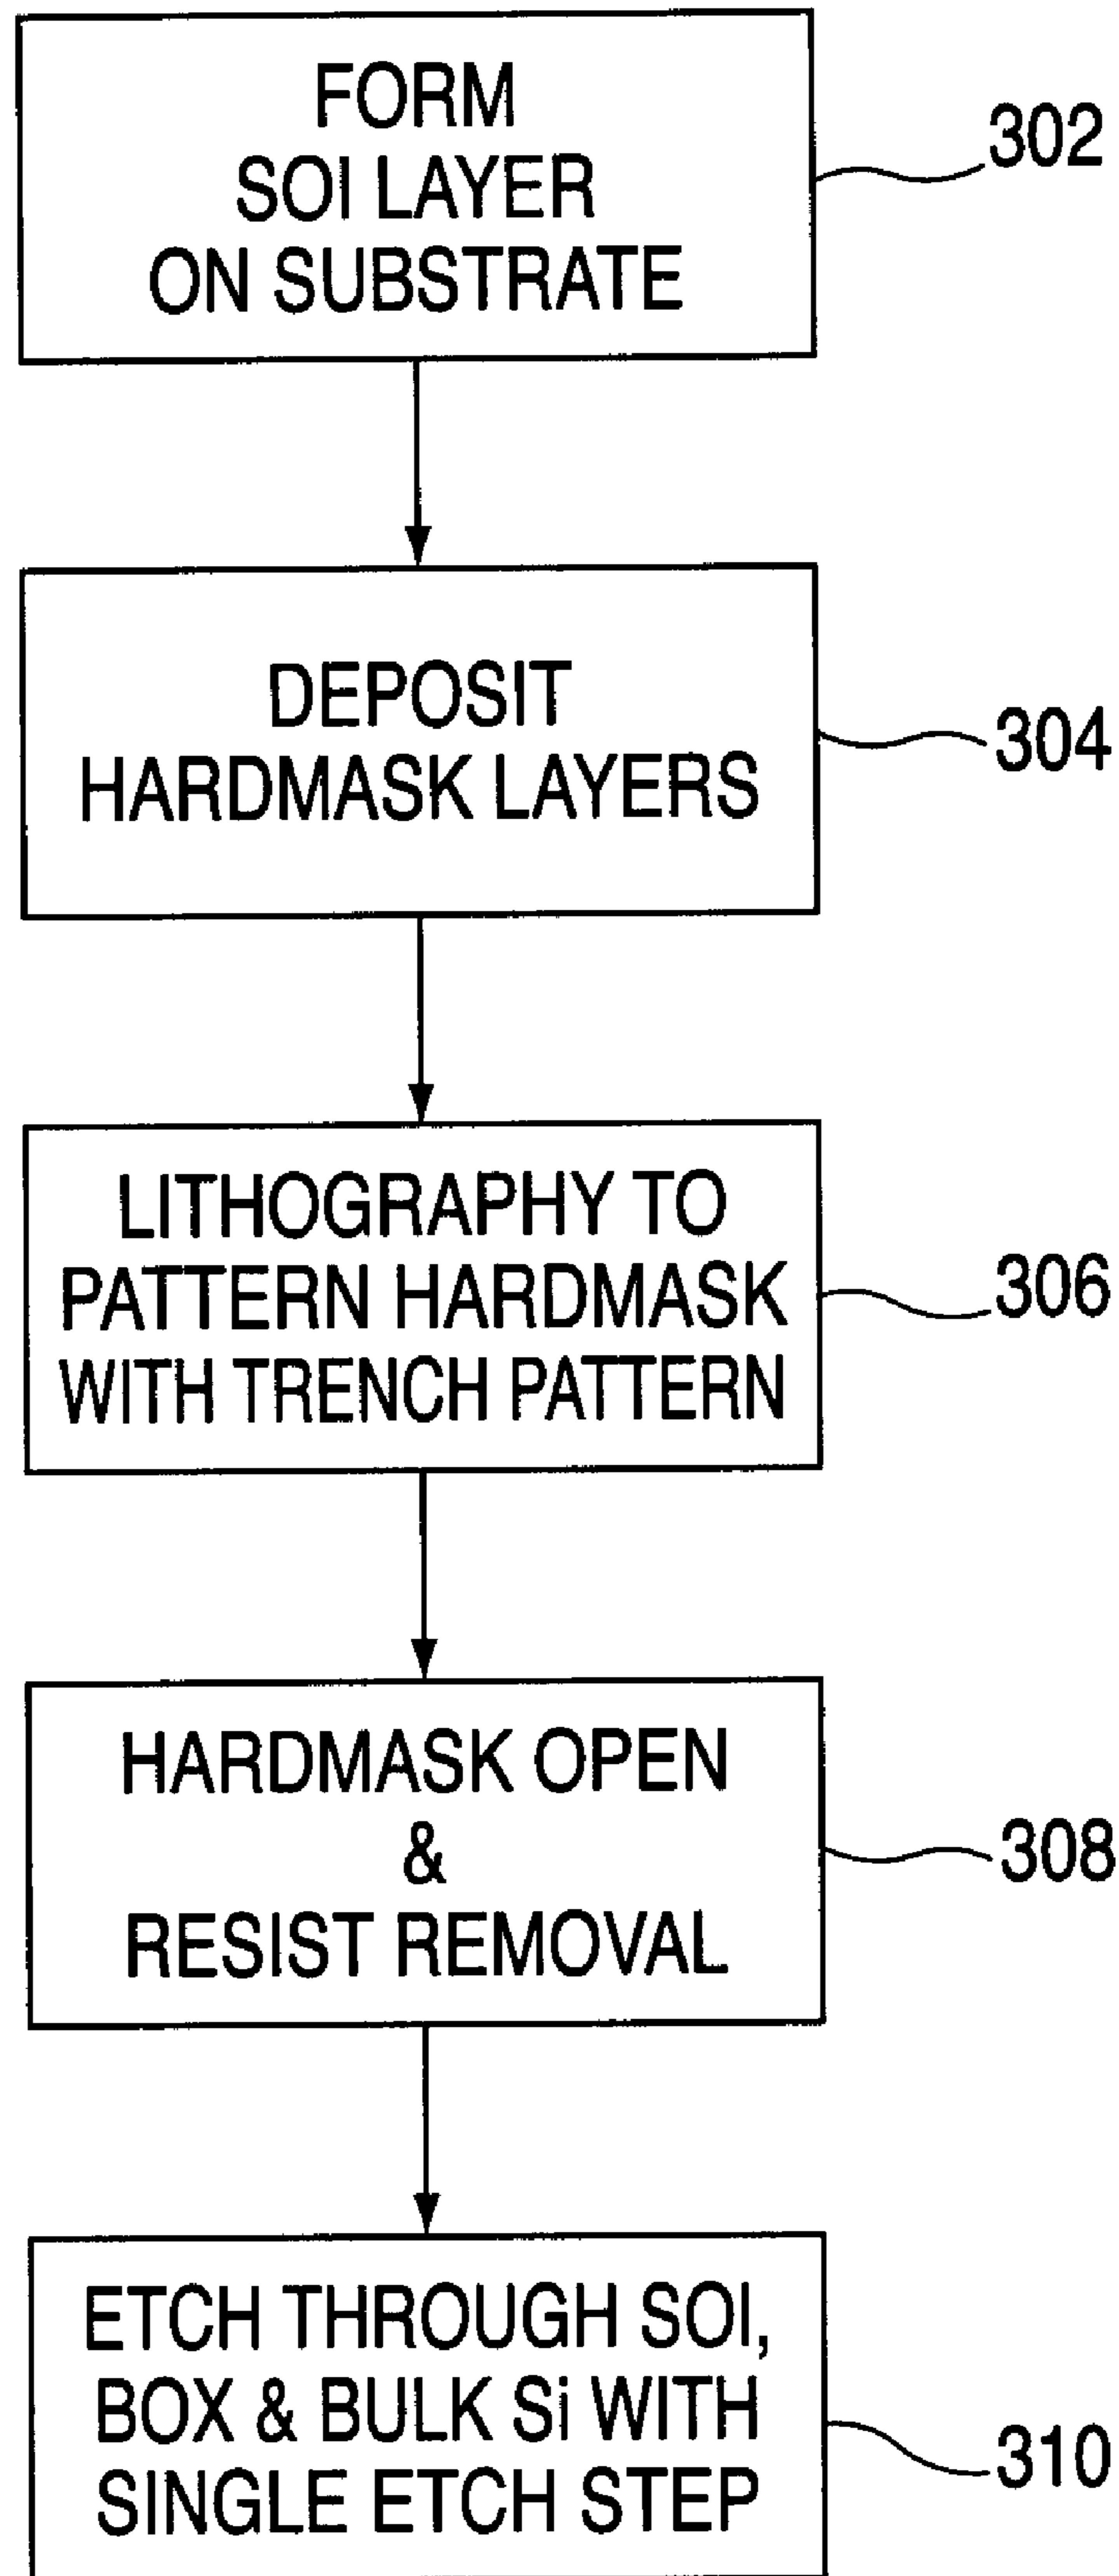 FORM
SOI LAYER
ON SUBSTRATE
302
DEPOSIT
HARDMASK LAYERS
304
LITHOGRAPHY TO
PATTERN HARDMASK
WITH TRENCH PATTERN
306
HARDMASK OPEN
&
RESIST REMOVAL
308
ETCH THROUGH SOI,
BOX & BULK Si WITH
SINGLE ETCH STEP
310